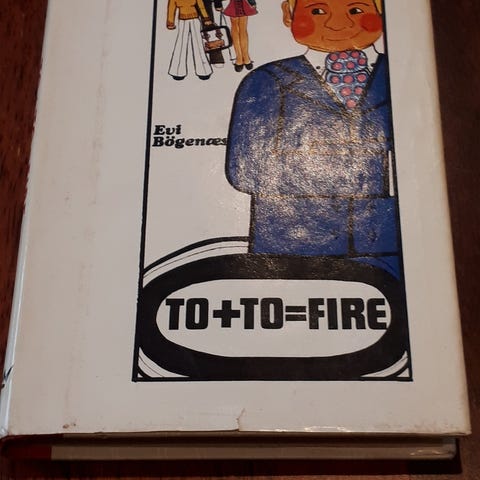 Evi
Bögenæs
TO+TO=FIRE